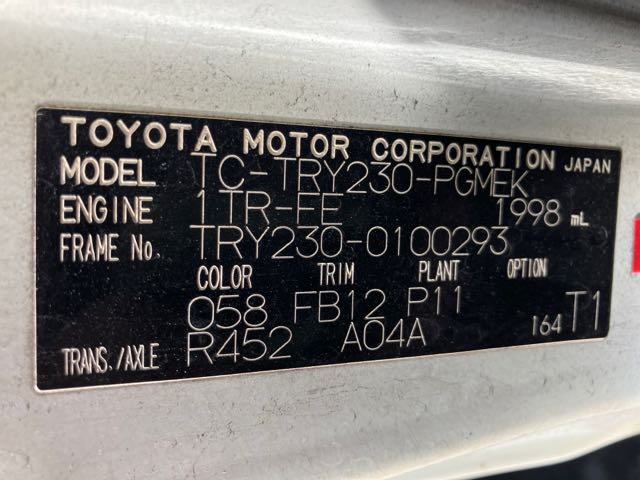 TOYOTA MOTOR CORPORATION JAPAN
MODEL TC-TRY230-PGMEK
ENGINE 1TR-FE 1998 mL
FRAME No. TRY230-0100293
COLOR TRIM PLANT OPTION
058 FB12 P11
TRANS./AXLE R452 A04A 164 T1